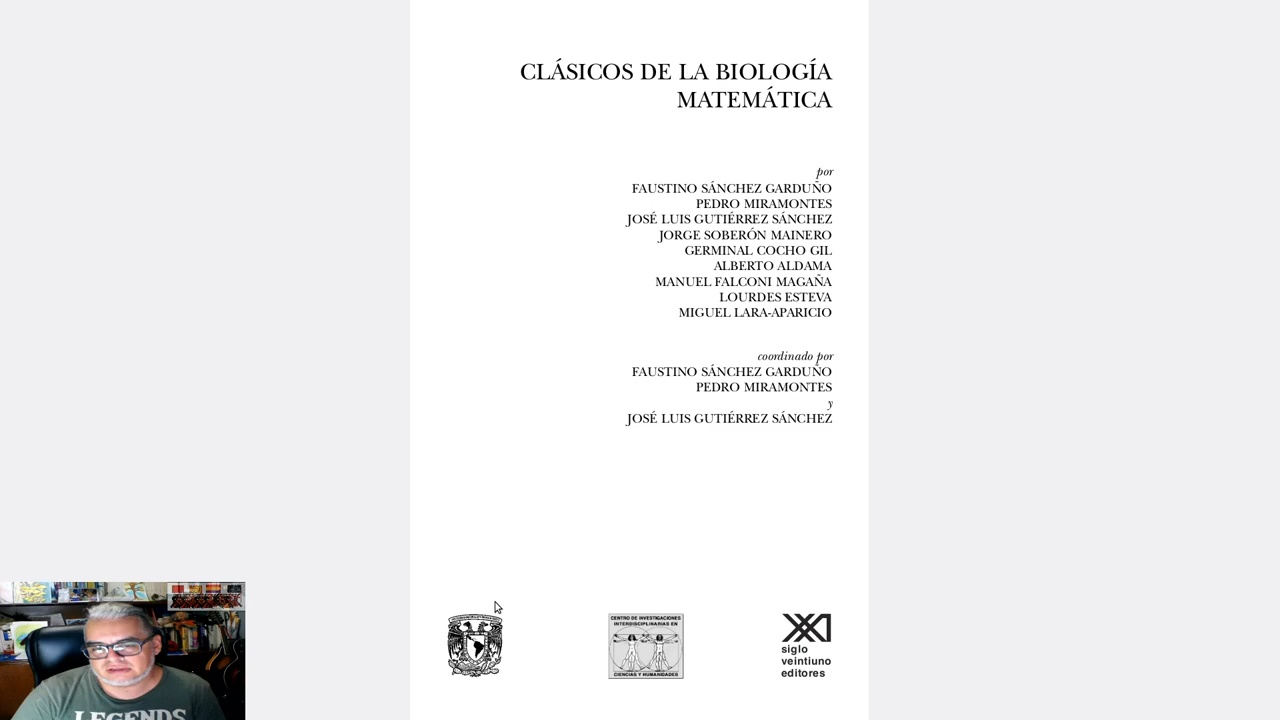 CLÁSICOS DE LA BIOLOGÍA
MATEMÁTICA
por
FAUSTINO SÁNCHEZ GARDUÑO
PEDRO MIRAMONTES
JOSÉ LUIS GUTIÉRREZ SÁNCHEZ
JORGE SOBERÓN MAINERO
GERMINAL COCHO GIL
ALBERTO ALDAMA
MANUEL FALCONI MAGAÑA
LOURDES ESTEVA
MIGUEL LARA-APARICIO
coordinado por
FAUSTINO SÁNCHEZ GARDUÑO
PEDRO MIRAMONTES
y
JOSÉ LUIS GUTIÉRREZ SÁNCHEZ
CENTRO DE INVESTIGACIONES
INTERDISCIPLINARIAS EN
CIENCIAS Y HUMANIDADES
XXI
siglo
veintiuno
editores
LEGENDS